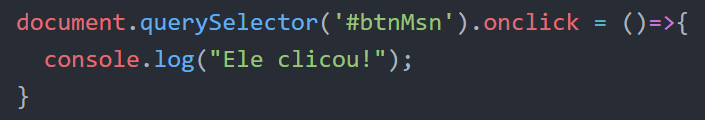 document.querySelector('#btnMsn').onclick = ()=>{
  console.log("Ele clicou!");
}